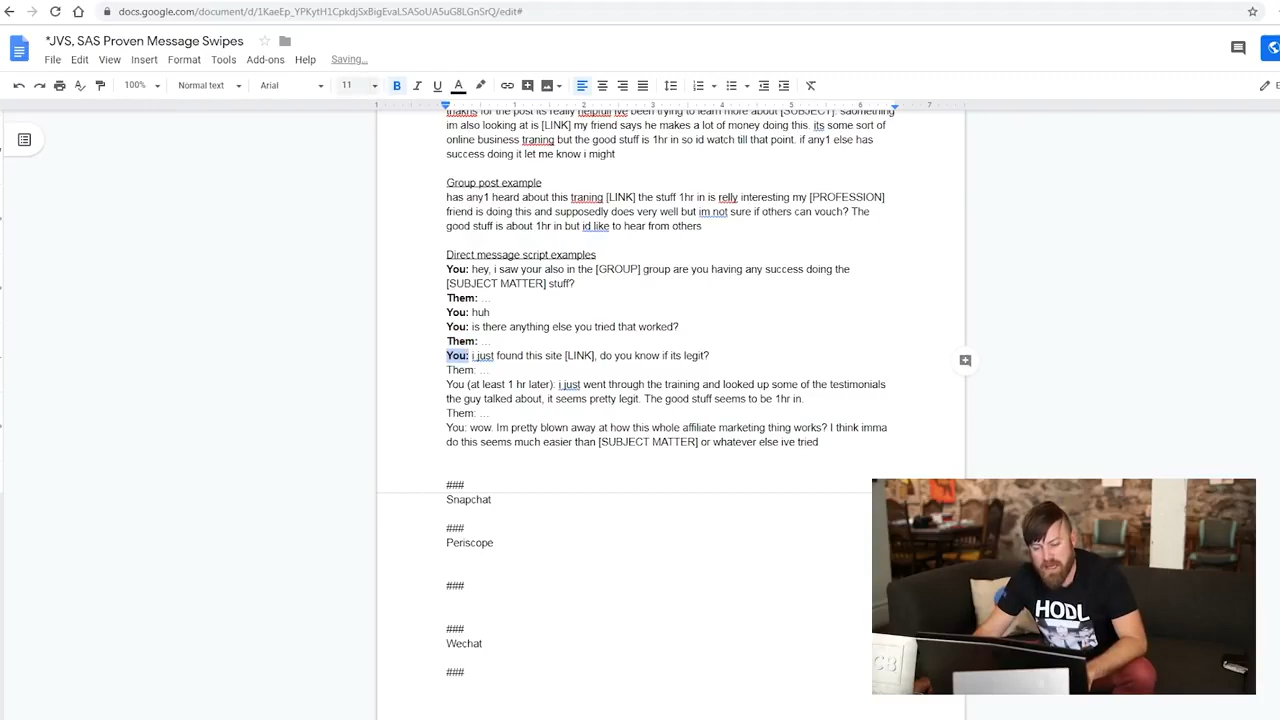 docs.google.com/document/d/1KaeEp_YPKytH1CpkdjSxBigEvaLSASoUA5uG8LGnSrQ/edit#
*JVS, SAS Proven Message Swipes
File Edit View Insert Format Tools Add-ons Help Saving...
100% Normal text Arial 11 B I U A
1 1 2 3 4 5 6 7
thakns for the post its really helpfull ive been trying to learn more about [SUBJECT]. saomething
im also looking at is [LINK] my friend says he makes a lot of money doing this. its some sort of
online business traning but the good stuff is 1hr in so id watch till that point. if any1 else has
success doing it let me know i might
Group post example
has any1 heard about this traning [LINK] the stuff 1hr in is relly interesting my [PROFESSION]
friend is doing this and supposedly does very well but im not sure if others can vouch? The
good stuff is about 1hr in but id like to hear from others
Direct message script examples
You: hey, i saw your also in the [GROUP] group are you having any success doing the
[SUBJECT MATTER] stuff?
Them: …
You: huh
You: is there anything else you tried that worked?
Them: …
You: i just found this site [LINK], do you know if its legit?
Them: …
You (at least 1 hr later): i just went through the training and looked up some of the testimonials
the guy talked about, it seems pretty legit. The good stuff seems to be 1hr in.
Them: …
You: wow. Im pretty blown away at how this whole affiliate marketing thing works? I think imma
do this seems much easier than [SUBJECT MATTER] or whatever else ive tried
###
Snapchat
###
Periscope
###
###
Wechat
###
HODL
C8